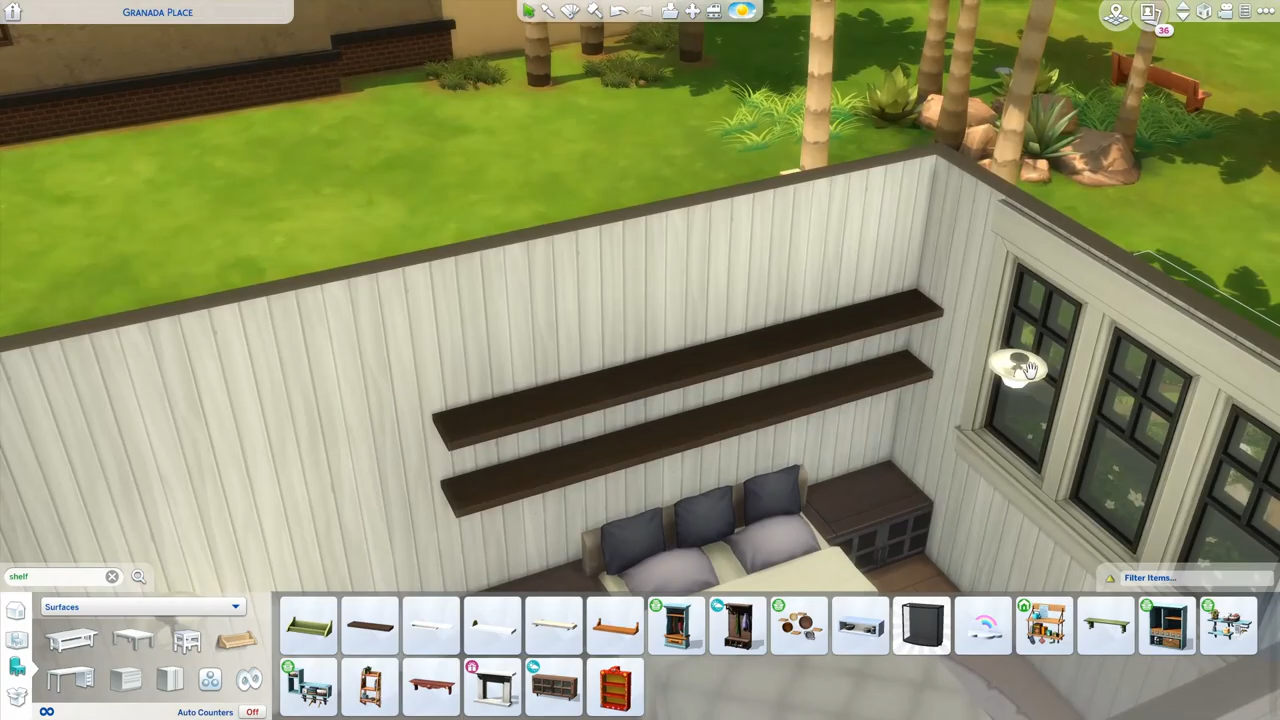 GRANADA PLACE
36
shelf
Filter Items...
Surfaces
Auto Counters
Off